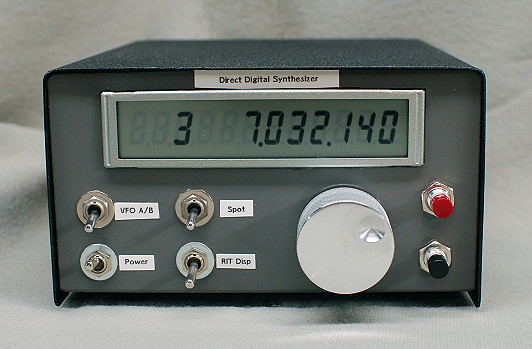 Direct Digital Synthesizer
3 7.032.140
VFO A/B
Spot
Power
RIT Disp